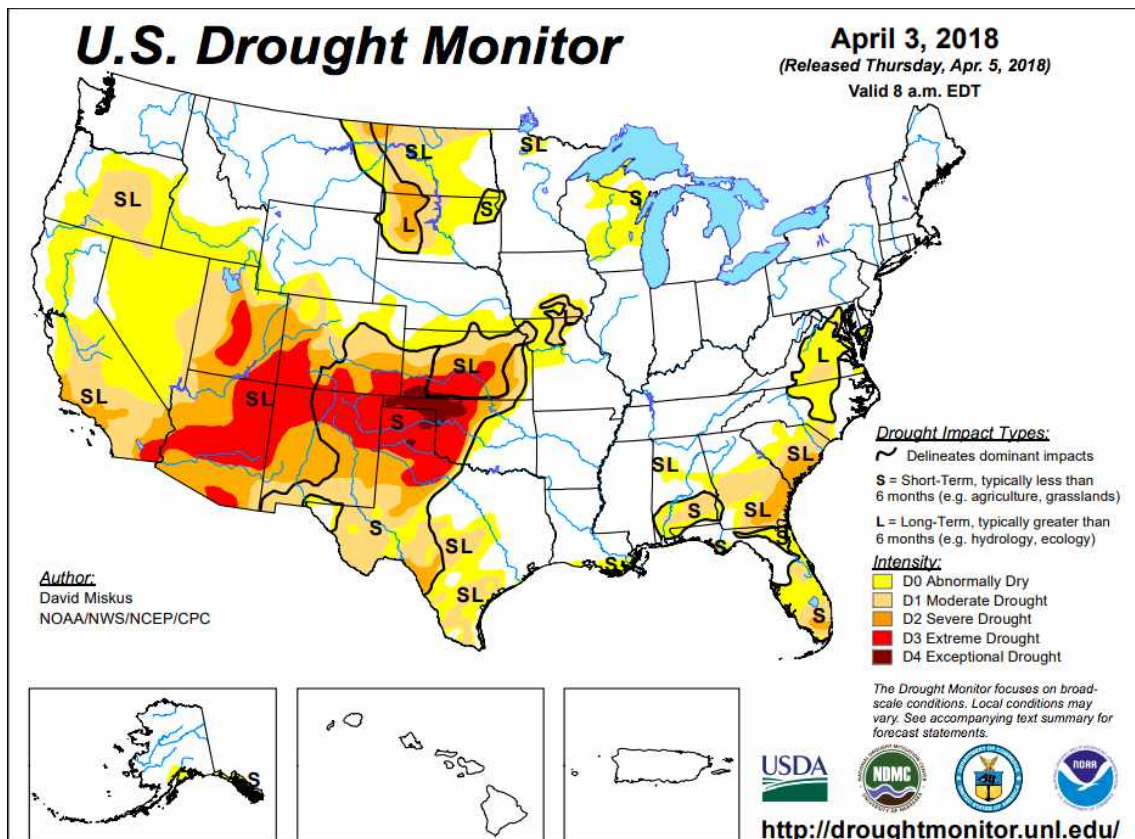 U.S. Drought Monitor
April 3, 2018
(Released Thursday, Apr. 5, 2018)
Valid 8 a.m. EDT
SL
SL
SL
S
L
S
SL
SL
SL
S
L
SL
SL
S
SL
S
S
SL
S
SL
S
S
S
Drought Impact Types:
Delineates dominant impacts
S = Short-Term, typically less than
6 months (e.g. agriculture, grasslands)
L = Long-Term, typically greater than
6 months (e.g. hydrology, ecology)
Intensity:
D0 Abnormally Dry
D1 Moderate Drought
D2 Severe Drought
D3 Extreme Drought
D4 Exceptional Drought
Author:
David Miskus
NOAA/NWS/NCEP/CPC
The Drought Monitor focuses on broad-
scale conditions. Local conditions may
vary. See accompanying text summary for
forecast statements.
S
USDA
NDMC
NOAA
http://droughtmonitor.unl.edu/